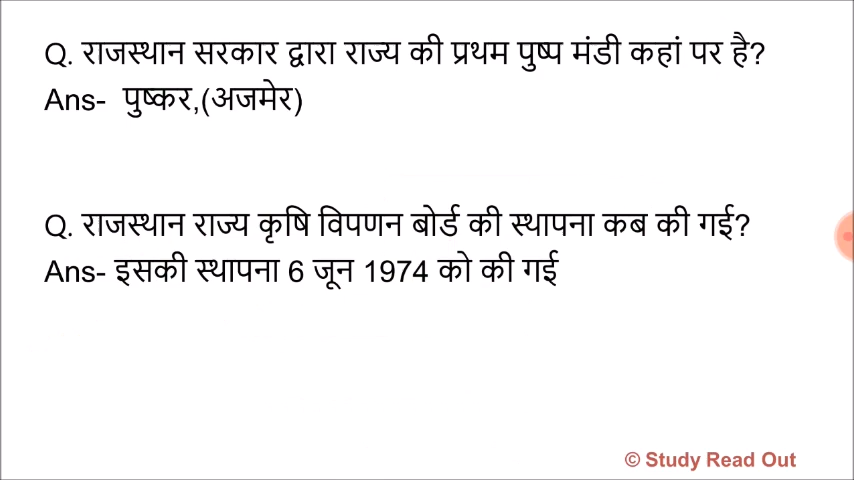 Q. राजस्थान सरकार द्वारा राज्य की प्रथम पुष्प मंडी कहां पर है?
Ans- पुष्कर,(अजमेर)
Q. राजस्थान राज्य कृषि विपणन बोर्ड की स्थापना कब की गई?
Ans- इसकी स्थापना 6 जून 1974 को की गई
© Study Read Out